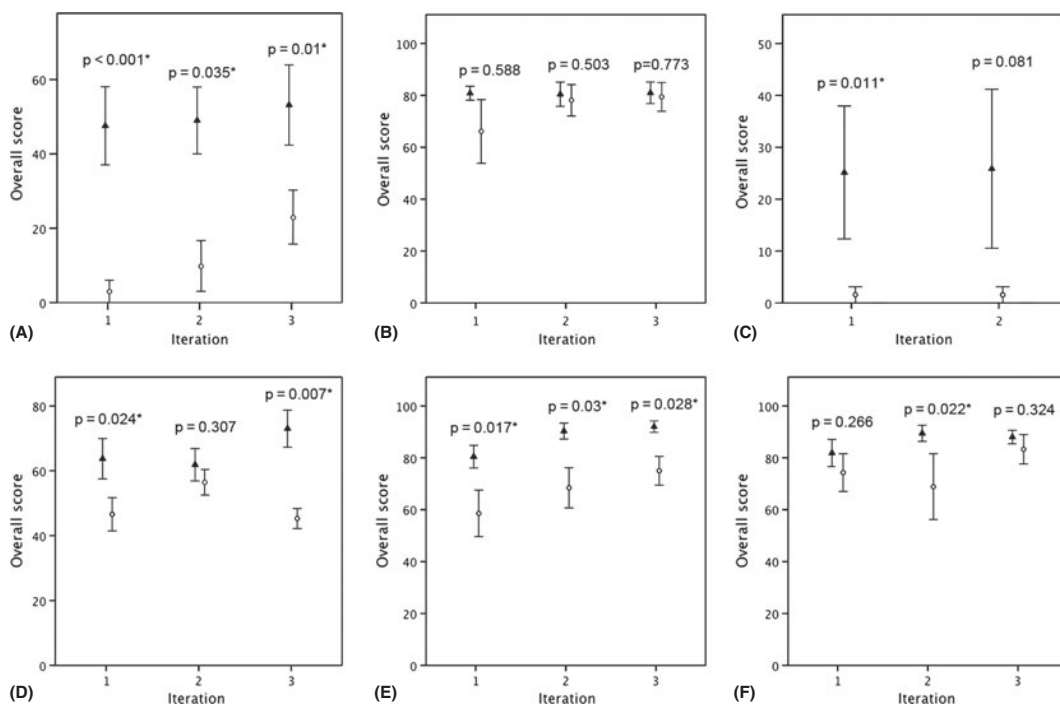 Overall score
60
40
20
0
p < 0.001*
p = 0.035*
p = 0.01*
1
2
3
Iteration
(A)
Overall score
100
80
60
40
20
0
p = 0.588
p = 0.503
p=0.773
1
2
3
Iteration
(B)
Overall score
50
40
30
20
10
0
p = 0.011*
p = 0.081
1
2
Iteration
(C)
Overall score
80
60
40
20
0
p = 0.024*
p = 0.307
p = 0.007*
1
2
3
Iteration
(D)
Overall score
100
80
60
40
20
0
p = 0.017*
p = 0.03*
p = 0.028*
1
2
3
Iteration
(E)
Overall score
100
80
60
40
20
0
p = 0.266
p = 0.022*
p = 0.324
1
2
3
Iteration
(F)